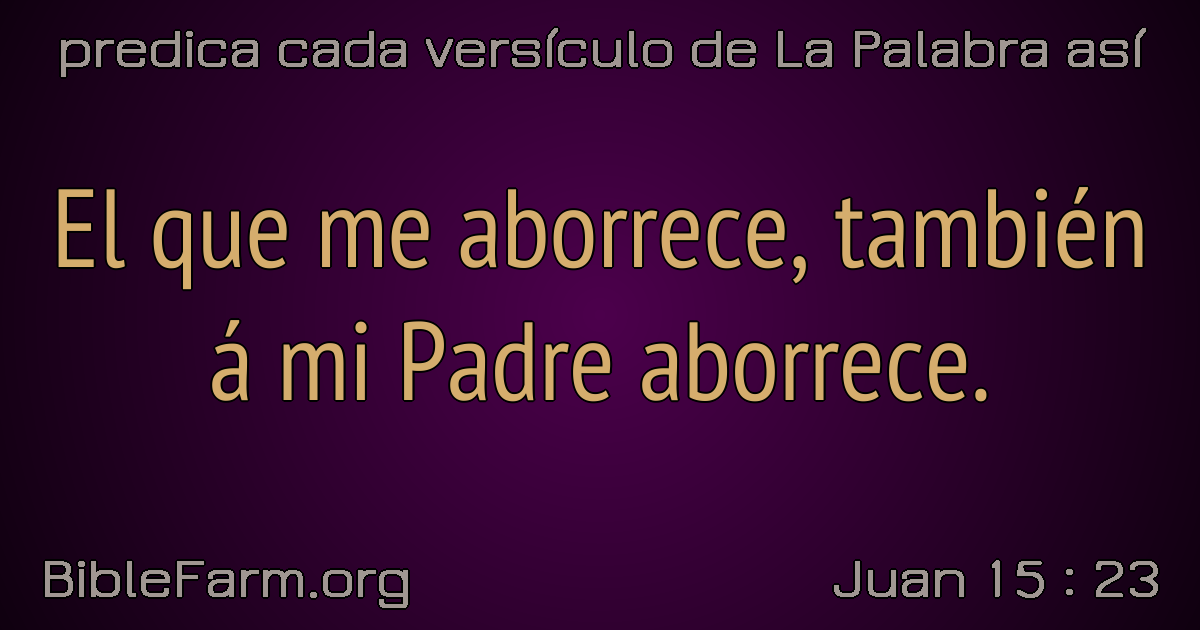 predica cada versículo de La Palabra así
El que me aborrece, también
á mi Padre aborrece.
BibleFarm.org
Juan 15 : 23